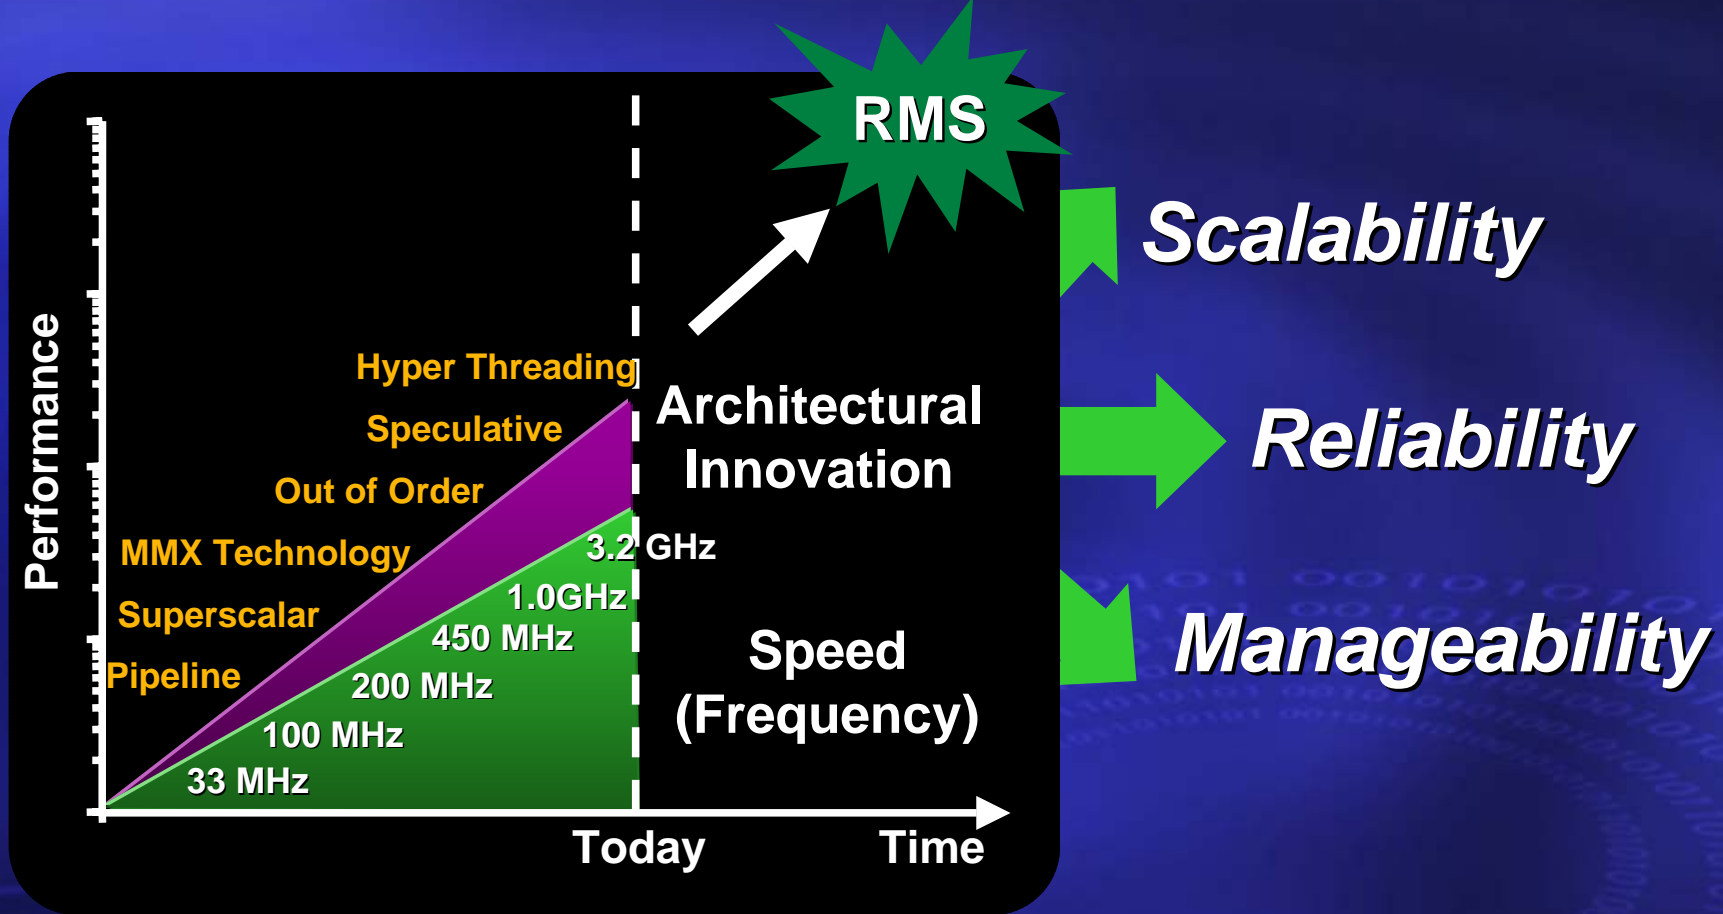 RMS
Scalability
Performance
Hyper Threading
Architectural
Innovation
Speculative
Reliability
Out of Order
MMX Technology
3.2 GHz
1.0GHz
Superscalar
450 MHz
Speed
(Frequency)
Manageability
Pipeline
200 MHz
100 MHz
33 MHz
Today
Time